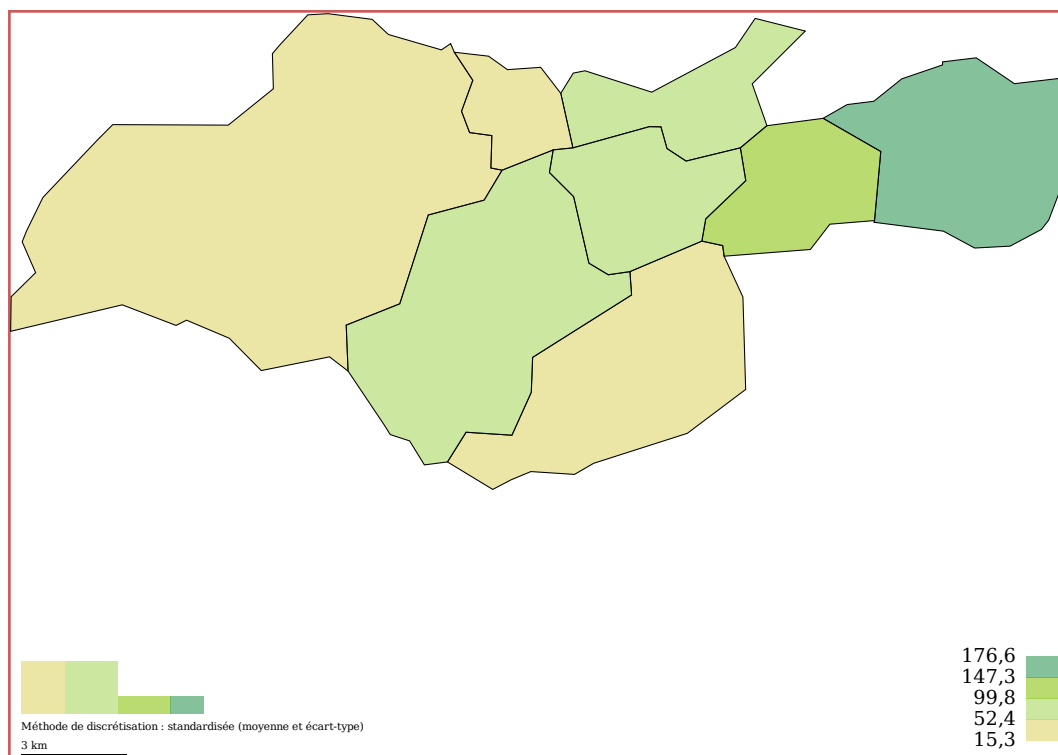 176,6
147,3
99,8
52,4
15,3
Méthode de discrétisation : standardisée (moyenne et écart-type)
3 km